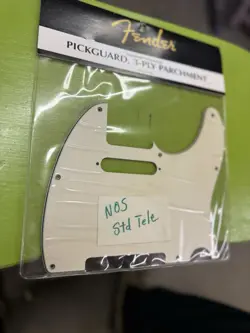 Fender
PICKGUARD, 3-PLY PARCHMENT
NOS
Std Tele